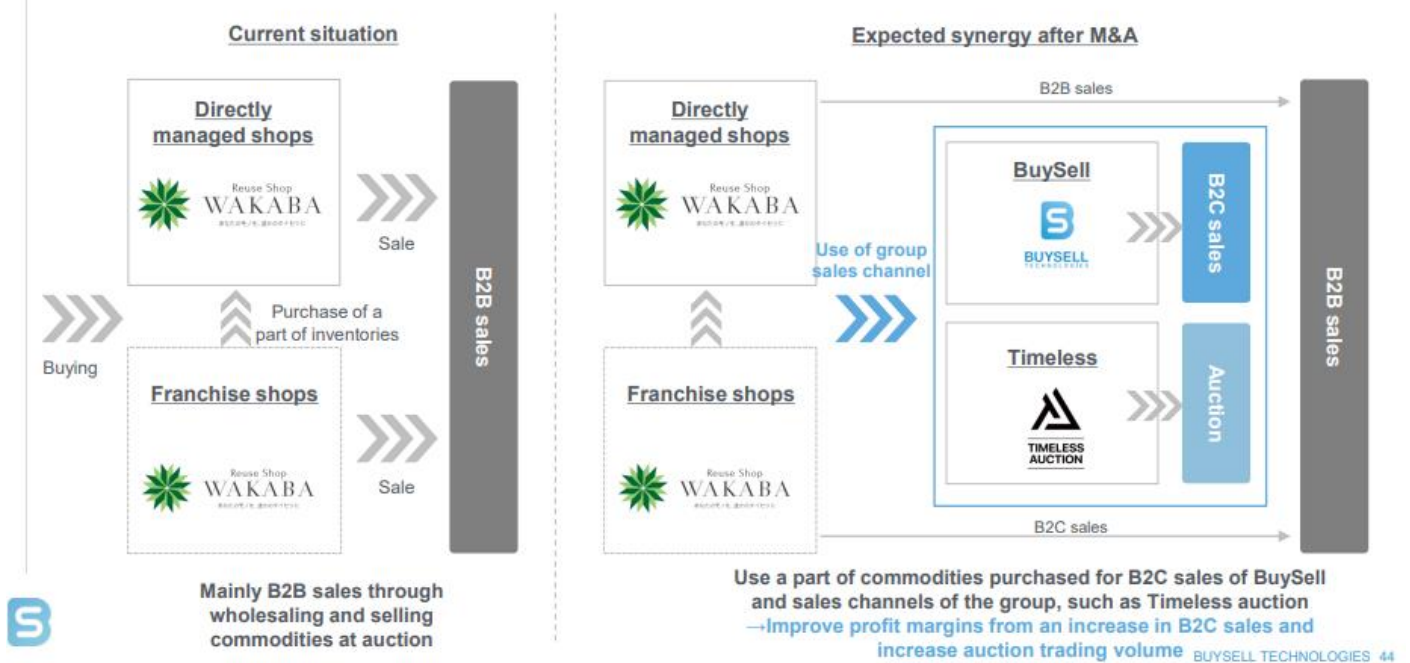 Current situation
Directly
managed shops
Reuse Shop
WAKABA
Sale
Buying
Purchase of a
part of inventories
Franchise shops
Reuse Shop
WAKABA
Sale
B2B sales
Mainly B2B sales through
wholesaling and selling
commodities at auction
Expected synergy after M&A
Directly
managed shops
Reuse Shop
WAKABA
Franchise shops
Reuse Shop
WAKABA
B2B sales
Use of group
sales channel
BuySell
BUYSELL
TECHNOLOGIES
B2C sales
Timeless
TIMELESS
AUCTION
Auction
B2C sales
B2B sales
Use a part of commodities purchased for B2C sales of BuySell
and sales channels of the group, such as Timeless auction
→Improve profit margins from an increase in B2C sales and
increase auction trading volume
BUYSELL TECHNOLOGIES 44